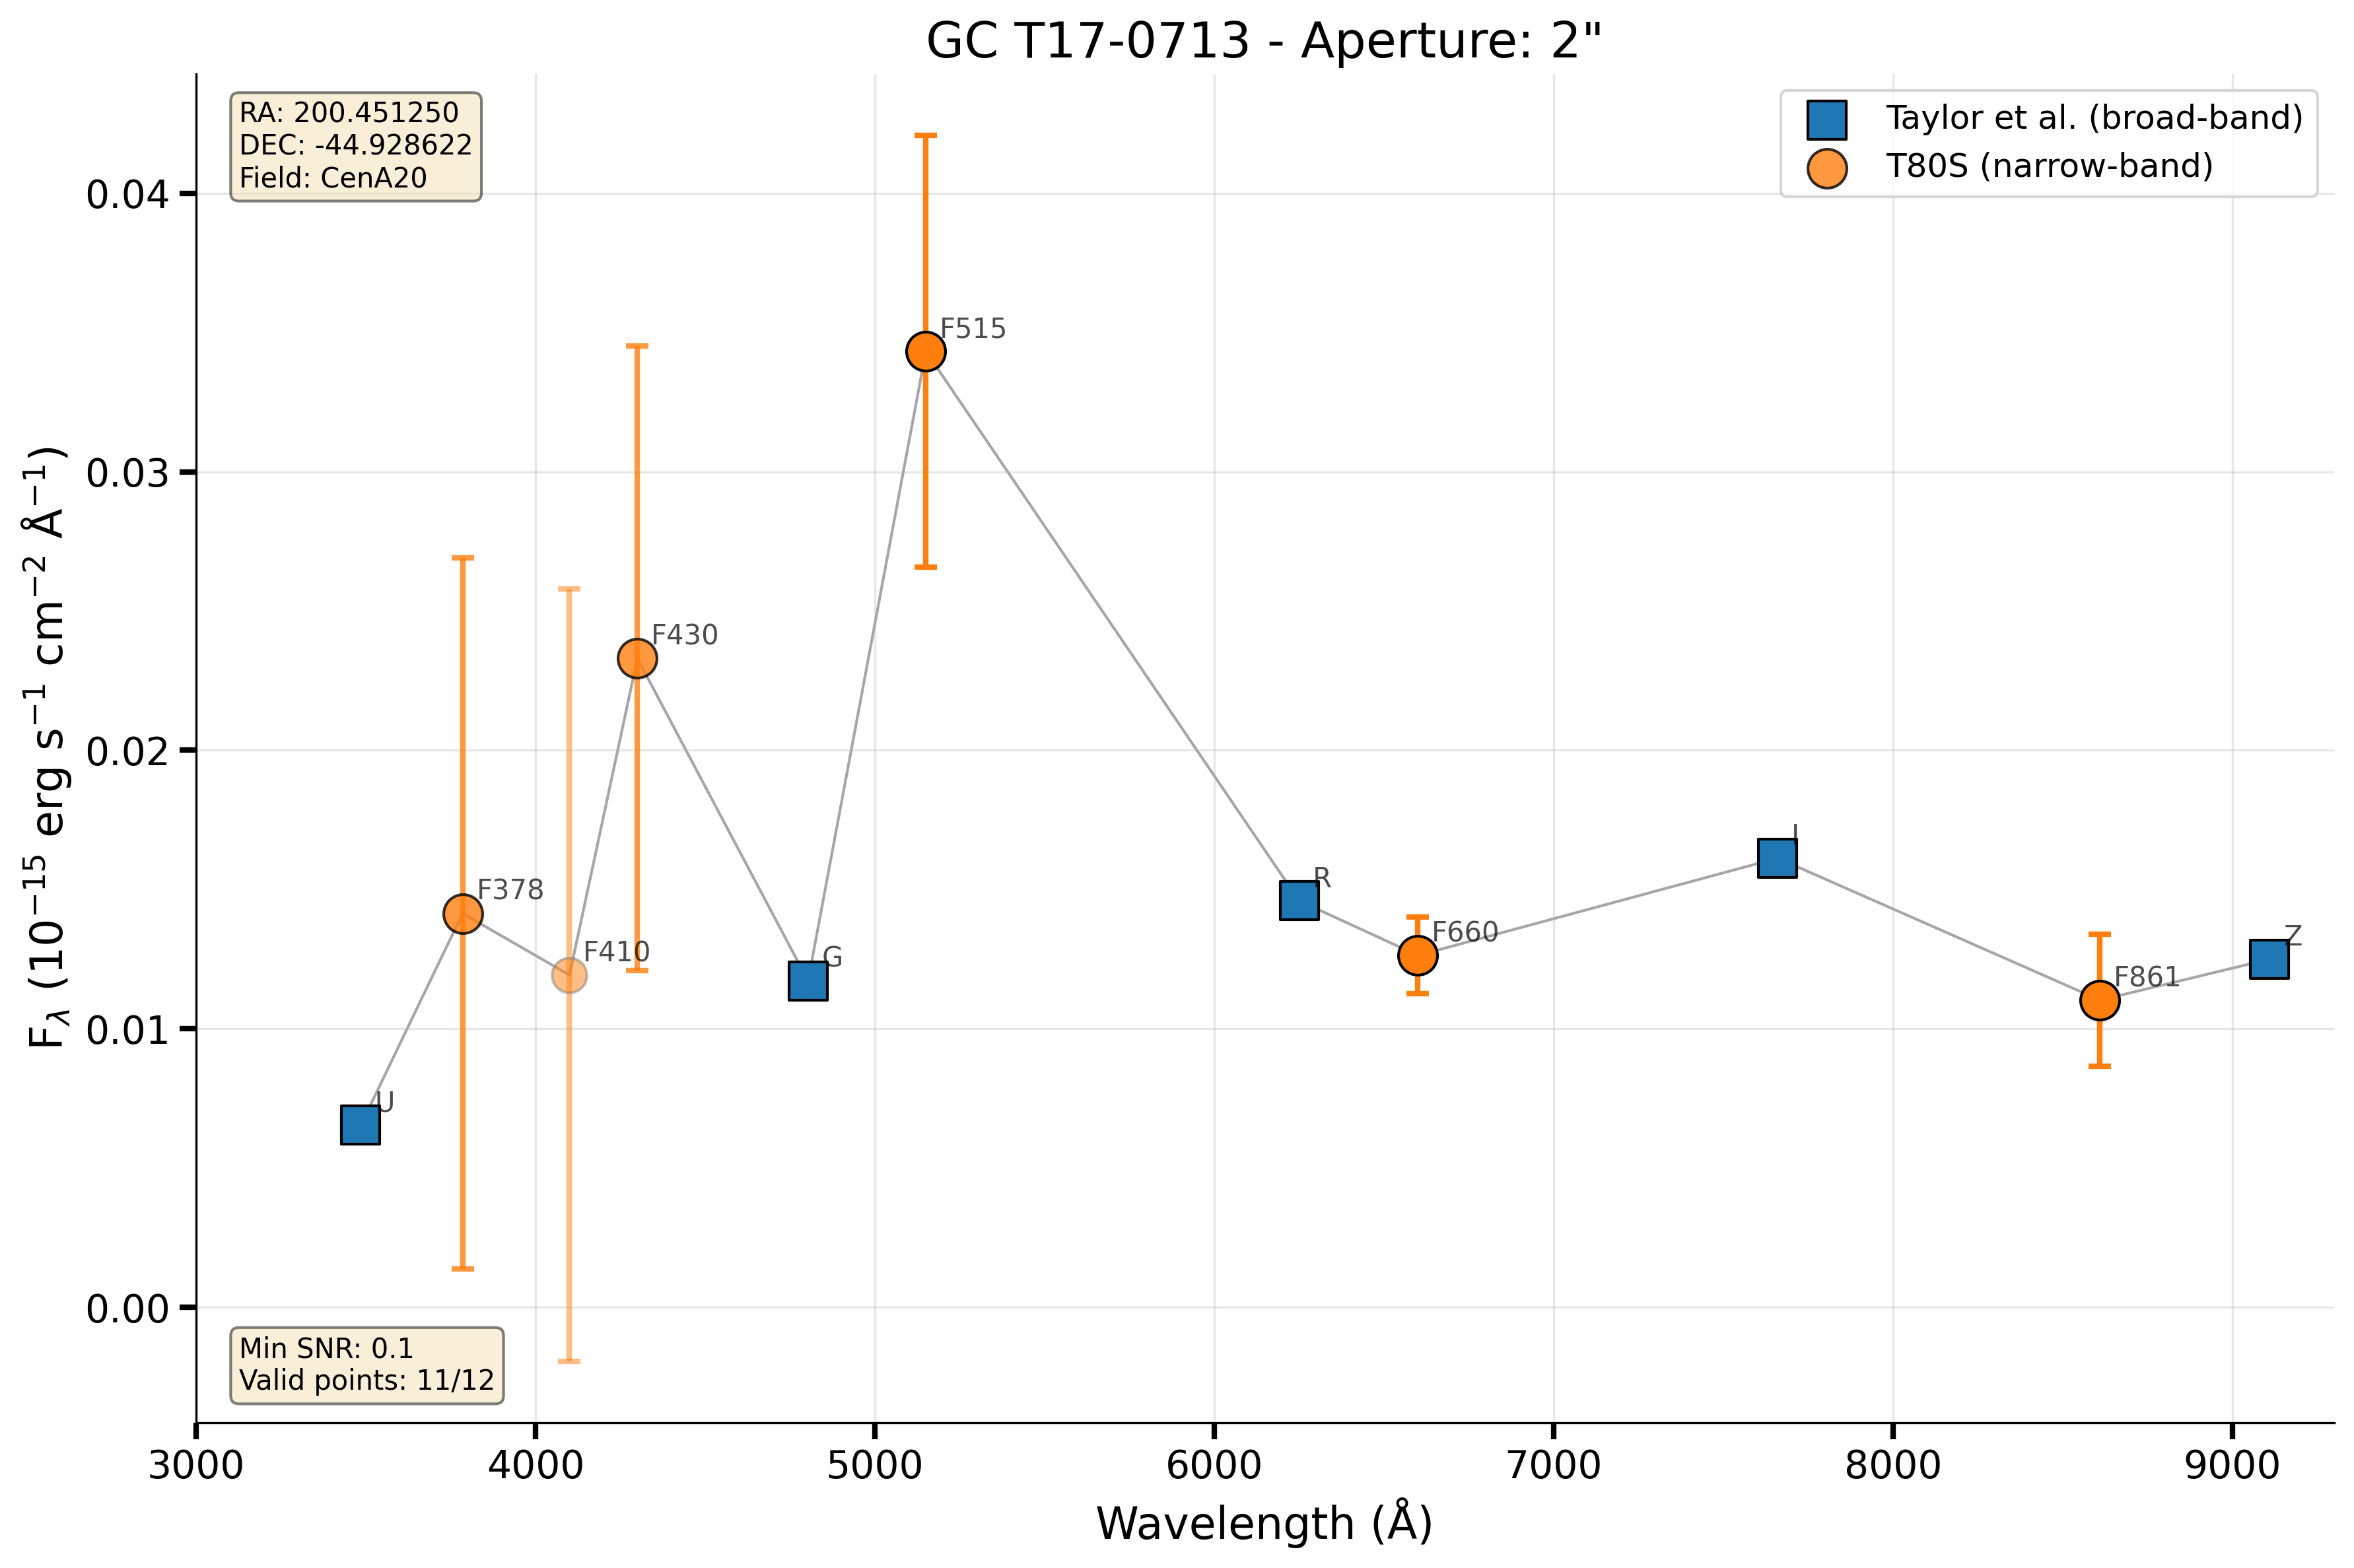 GC T17-0713 - Aperture: 2"
RA: 200.451250
DEC: -44.928622
Field: CenA20
Taylor et al. (broad-band)
T80S (narrow-band)
0.04
0.03
0.02
0.01
0.00
F$_\lambda$ (10$^{-15}$ erg s$^{-1}$ cm$^{-2}$ Å$^{-1}$)
U
F378
F410
F430
G
F515
R
F660
I
F861
Z
Min SNR: 0.1
Valid points: 11/12
3000 4000 5000 6000 7000 8000 9000
Wavelength (Å)